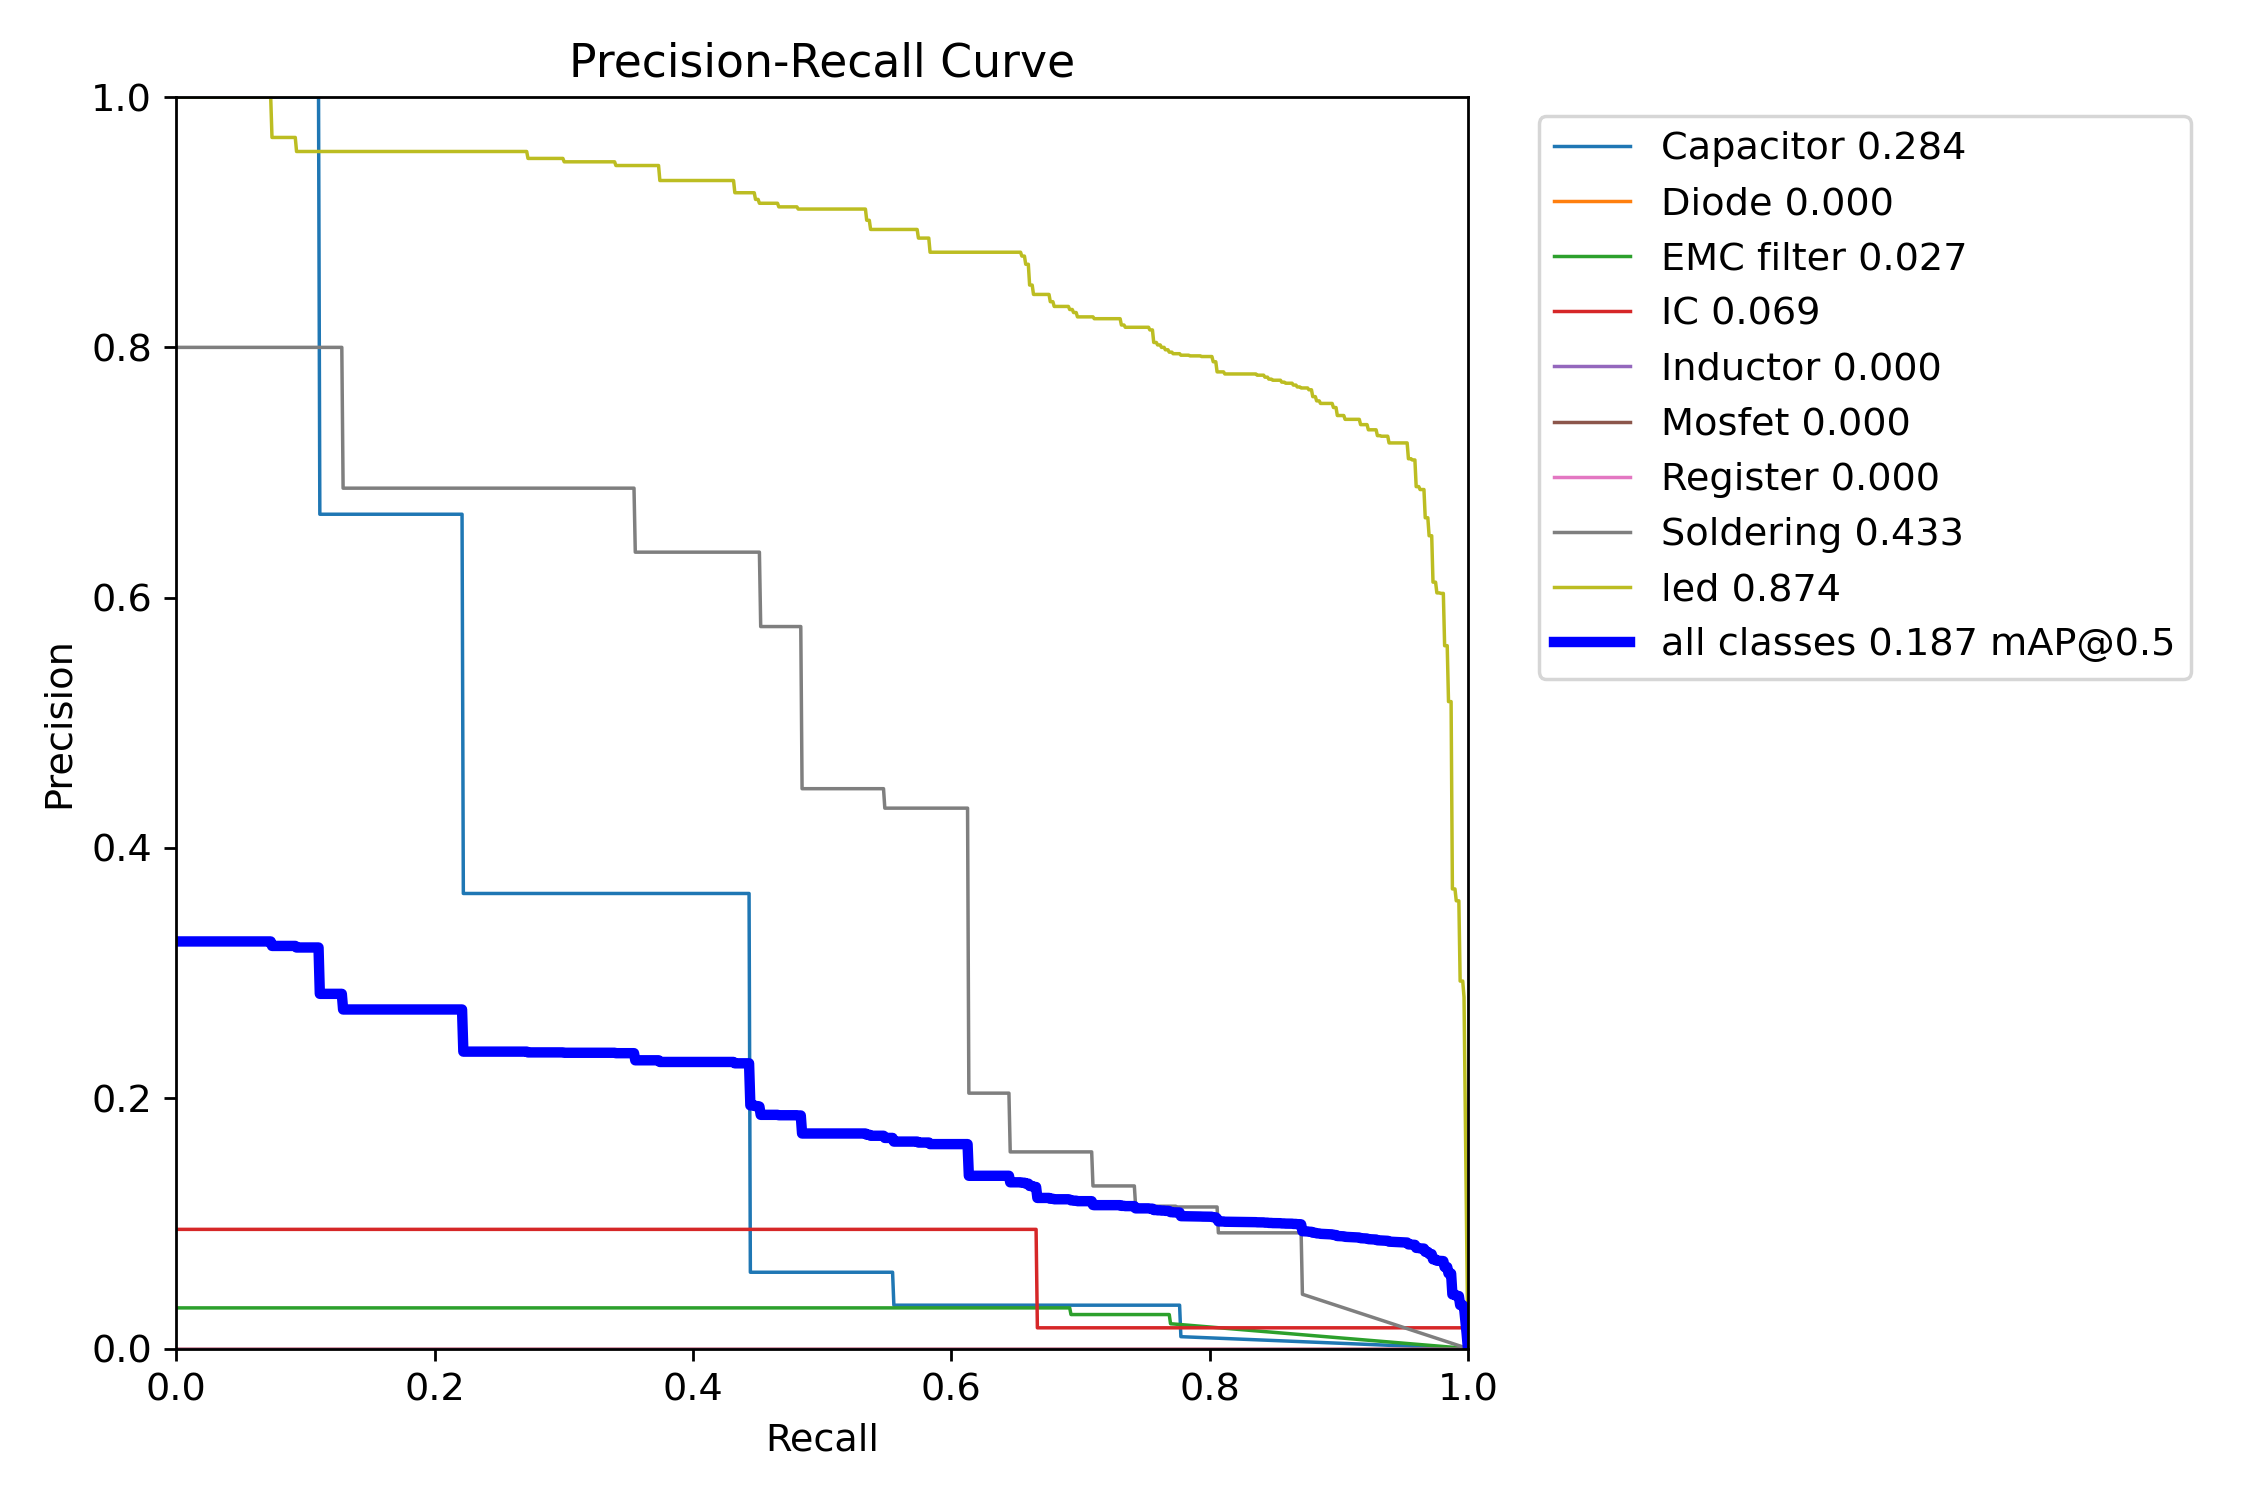 Precision-Recall Curve
1.0
0.8
0.6
0.4
0.2
0.0
Precision
0.0 0.2 0.4 0.6 0.8 1.0
Recall
Capacitor 0.284
Diode 0.000
EMC filter 0.027
IC 0.069
Inductor 0.000
Mosfet 0.000
Register 0.000
Soldering 0.433
led 0.874
all classes 0.187 mAP@0.5